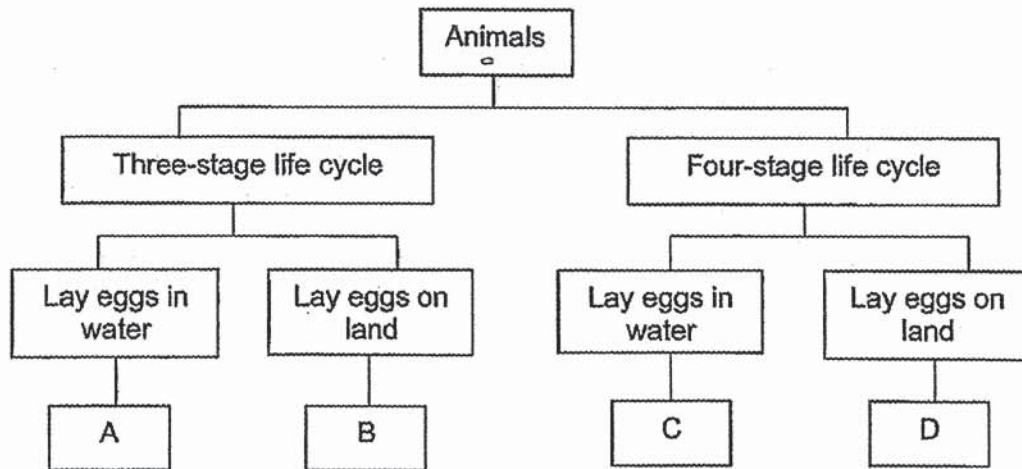 Animals
Three-stage life cycle
Four-stage life cycle
Lay eggs in
water
Lay eggs on
land
Lay eggs in
water
Lay eggs on
land
A
B
C
D